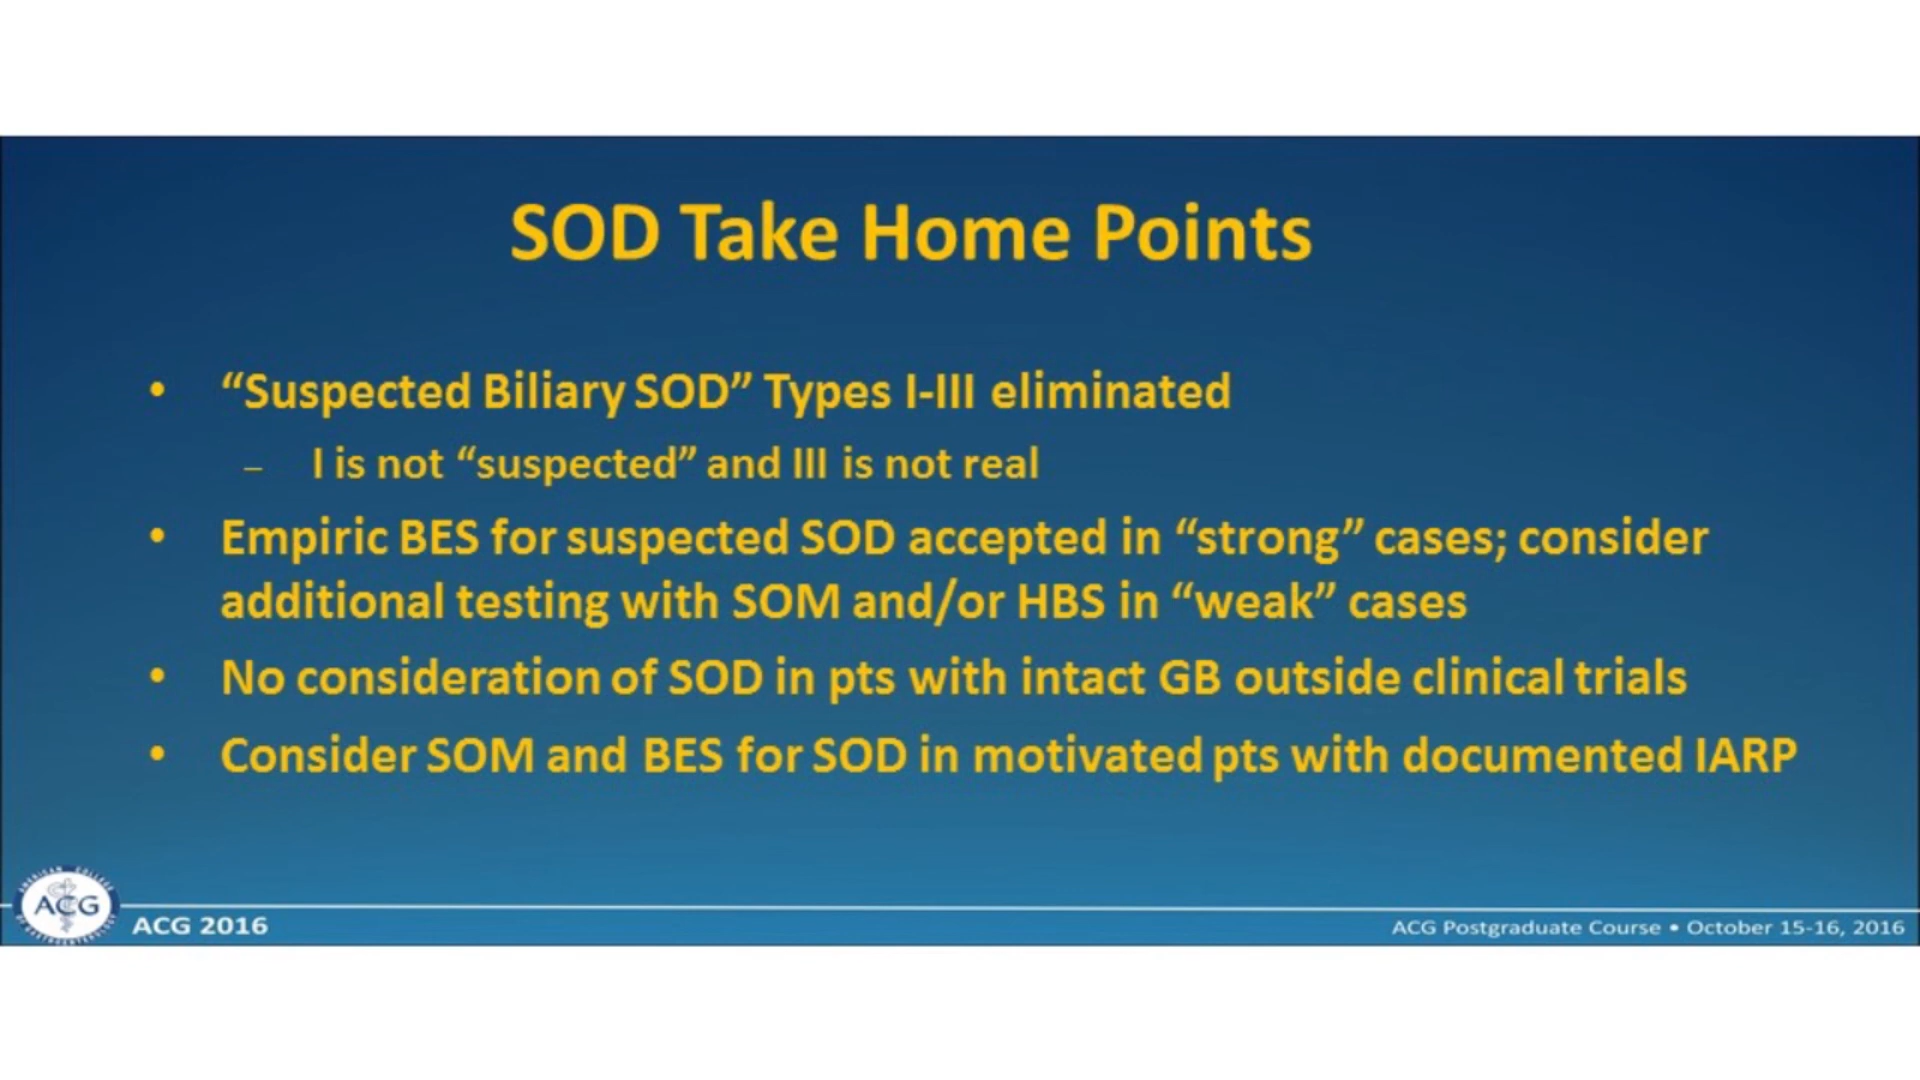 SOD Take Home Points
• “Suspected Biliary SOD” Types I-III eliminated
– I is not “suspected” and III is not real
• Empiric BES for suspected SOD accepted in “strong” cases; consider
additional testing with SOM and/or HBS in “weak” cases
• No consideration of SOD in pts with intact GB outside clinical trials
• Consider SOM and BES for SOD in motivated pts with documented IARP
ACG
ACG 2016
ACG Postgraduate Course • October 15-16, 2016